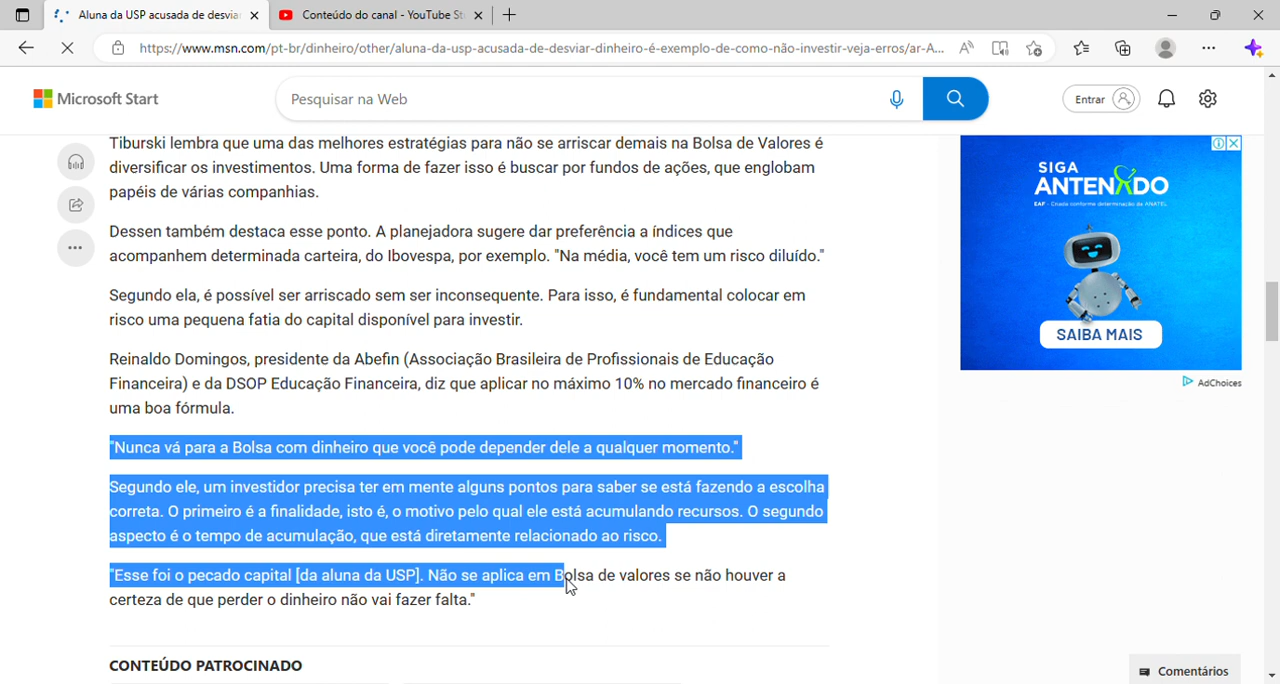 Aluna da USP acusada de desviar
Conteúdo do canal - YouTube St
https://www.msn.com/pt-br/dinheiro/other/aluna-da-usp-acusada-de-desviar-dinheiro-é-exemplo-de-como-não-investir-veja-erros/ar-A...
Microsoft Start
Pesquisar na Web
Entrar
Tiburski lembra que uma das melhores estratégias para não se arriscar demais na Bolsa de Valores é
diversificar os investimentos. Uma forma de fazer isso é buscar por fundos de ações, que englobam
papéis de várias companhias.
Dessen também destaca esse ponto. A planejadora sugere dar preferência a índices que
acompanhem determinada carteira, do Ibovespa, por exemplo. "Na média, você tem um risco diluído."
Segundo ela, é possível ser arriscado sem ser inconsequente. Para isso, é fundamental colocar em
risco uma pequena fatia do capital disponível para investir.
Reinaldo Domingos, presidente da Abefin (Associação Brasileira de Profissionais de Educação
Financeira) e da DSOP Educação Financeira, diz que aplicar no máximo 10% no mercado financeiro é
uma boa fórmula.
"Nunca vá para a Bolsa com dinheiro que você pode depender dele a qualquer momento."
Segundo ele, um investidor precisa ter em mente alguns pontos para saber se está fazendo a escolha
correta. O primeiro é a finalidade, isto é, o motivo pelo qual ele está acumulando recursos. O segundo
aspecto é o tempo de acumulação, que está diretamente relacionado ao risco.
"Esse foi o pecado capital [da aluna da USP]. Não se aplica em Bolsa de valores se não houver a
certeza de que perder o dinheiro não vai fazer falta."
CONTEÚDO PATROCINADO
SIGA
ANTENADO
EAF - Criada conforme determinação da ANATEL
SAIBA MAIS
AdChoices
Comentários